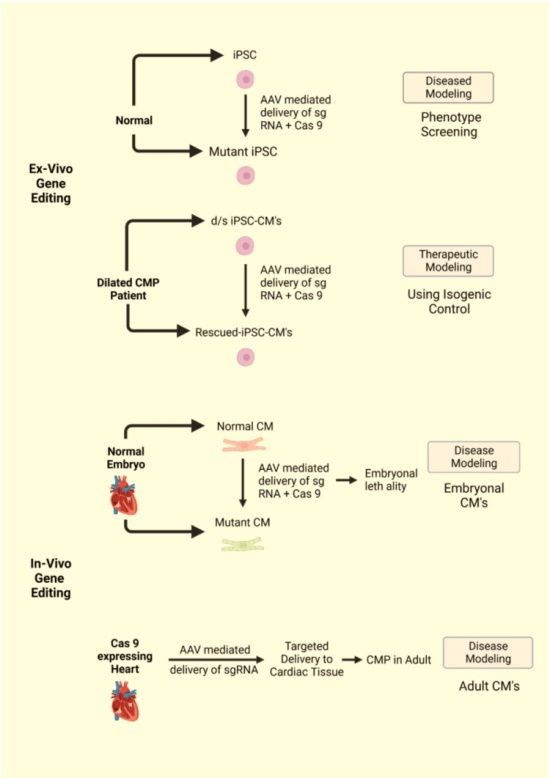 iPSC
AAV mediated
delivery of sg
RNA + Cas 9
Normal
Mutant iPSC
Diseased
Modeling
Phenotype
Screening
Ex-Vivo
Gene
Editing
d/s iPSC-CM's
AAV mediated
delivery of sg
RNA + Cas 9
Dilated CMP
Patient
Rescued-iPSC-CM's
Therapeutic
Modeling
Using Isogenic
Control
Normal CM
Normal
Embryo
AAV mediated
delivery of sg
RNA + Cas 9
Embryonal
leth ality
Mutant CM
Disease
Modeling
Embryonal
CM's
In-Vivo
Gene
Editing
Cas 9
expressing
Heart
AAV mediated
delivery of sgRNA
Targeted
Delivery to
Cardiac Tissue
CMP in Adult
Disease
Modeling
Adult CM's